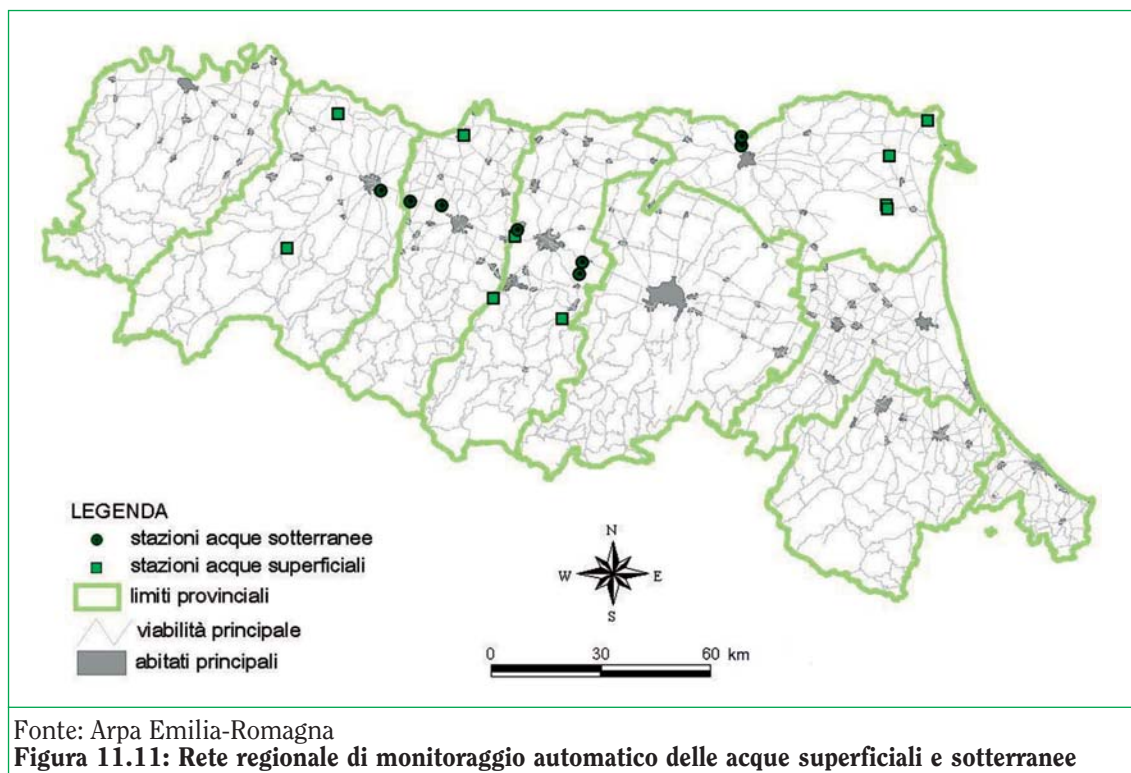 LEGENDA
stazioni acque sotterranee
stazioni acque superficiali
limiti provinciali
viabilità principale
abitati principali
N
W E
S
0 30 60 km
Fonte: Arpa Emilia-Romagna
Figura 11.11: Rete regionale di monitoraggio automatico delle acque superficiali e sotterranee